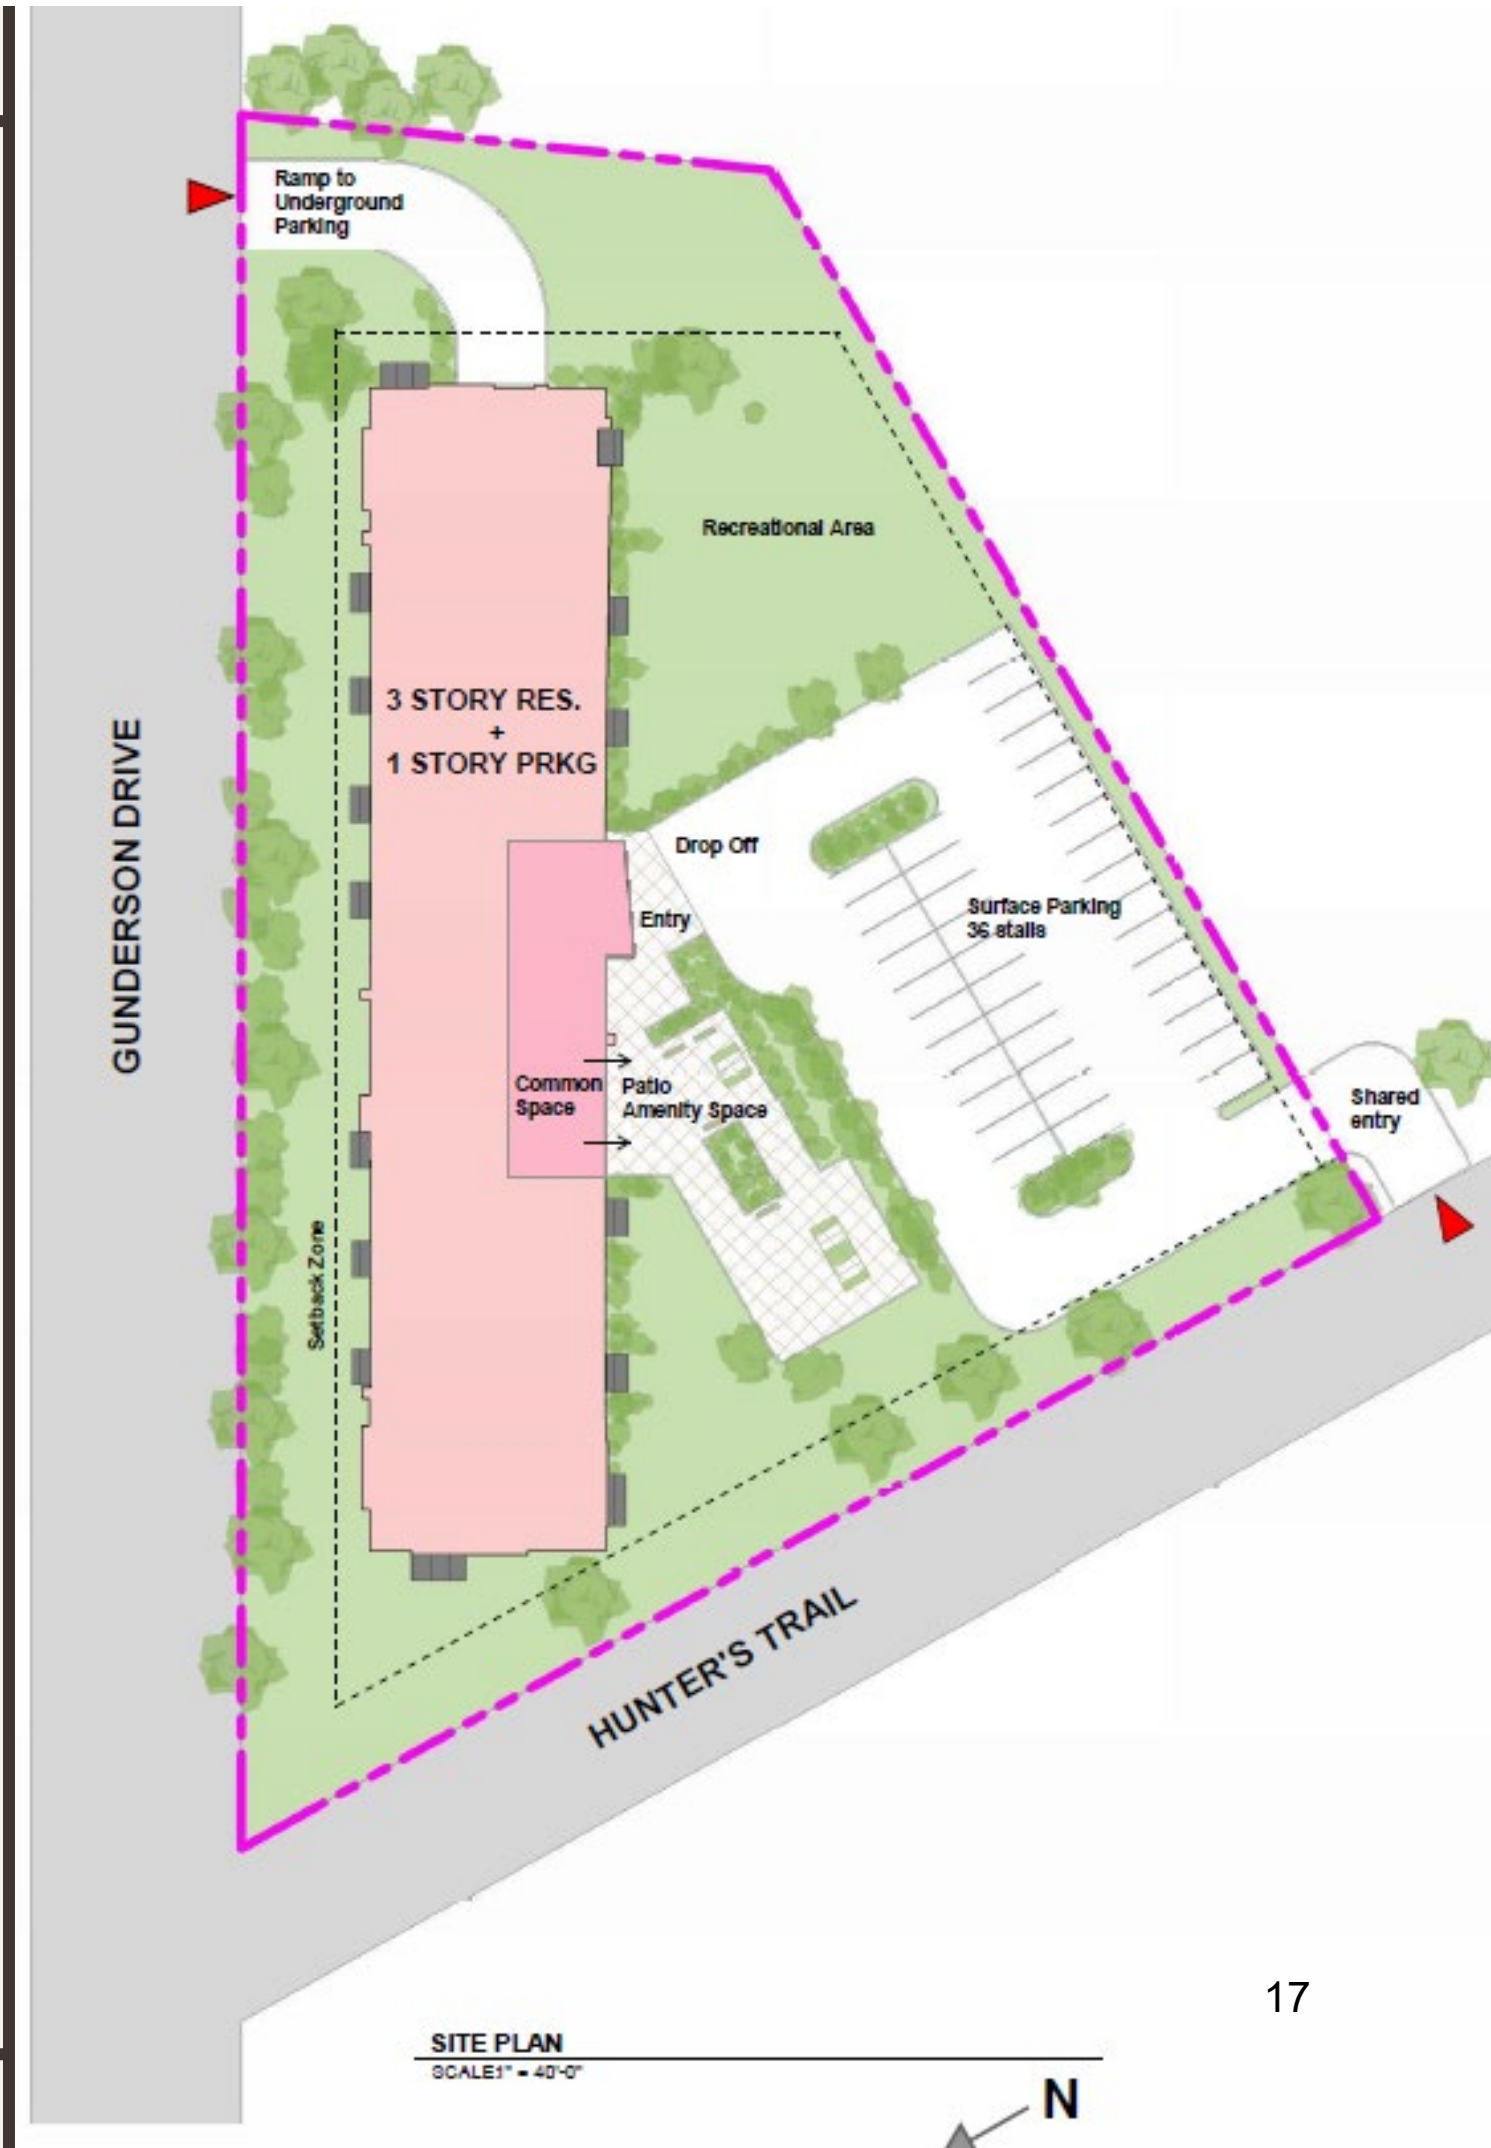 Ramp to
Underground
Parking
Recreational Area
3 STORY RES.
+
1 STORY PRKG
GUNDERSON DRIVE
Drop Off
Entry
Surface Parking
36 stalls
Common
Space
Patio
Amenity Space
Shared
entry
Setback Zone
HUNTER'S TRAIL
17
SITE PLAN
SCALE1" = 40'-0"
N